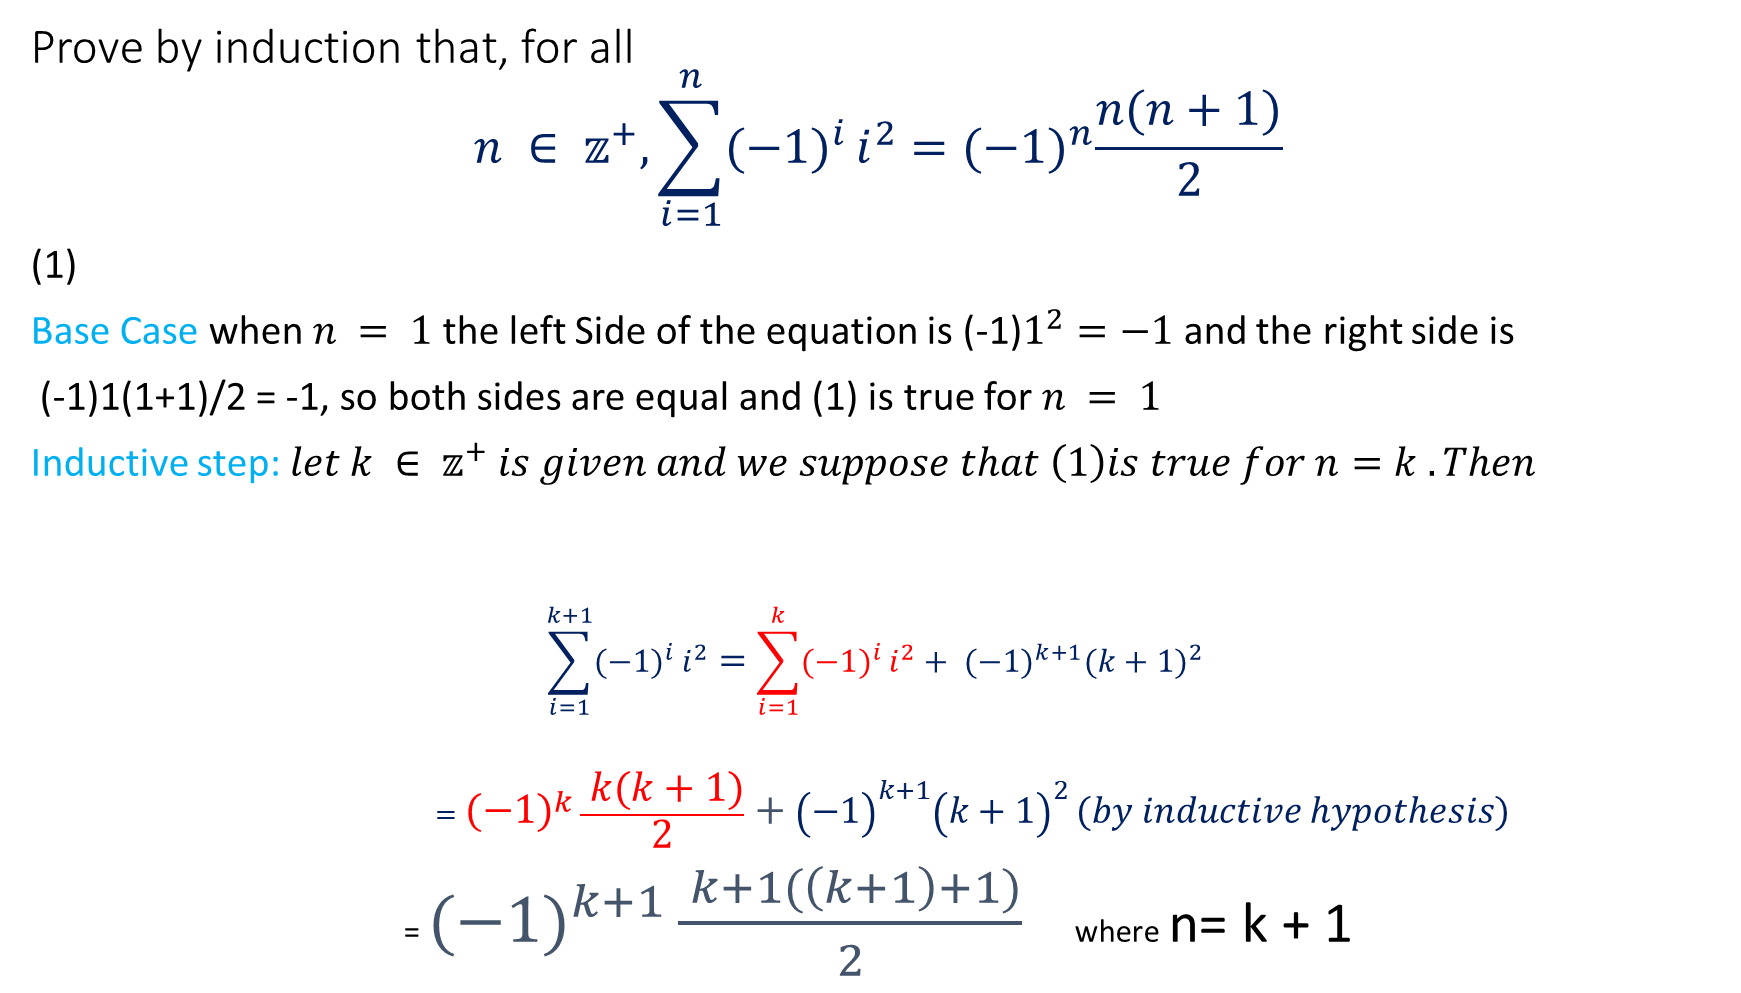 Prove by induction that, for all
n ∈ ℤ⁺, ∑_{i=1}^{n} (−1)^i i² = (−1)^n n(n + 1)/2
(1)
Base Case when n = 1 the left Side of the equation is (-1)1² = −1 and the right side is
(-1)1(1+1)/2 = -1, so both sides are equal and (1) is true for n = 1
Inductive step: let k ∈ ℤ⁺ is given and we suppose that (1)is true for n = k .Then
∑_{i=1}^{k+1} (−1)^i i² = ∑_{i=1}^{k} (−1)^i i² + (−1)^{k+1}(k + 1)²
= (−1)^k k(k + 1)/2 + (−1)^{k+1}(k + 1)² (by inductive hypothesis)
= (−1)^{k+1} k+1((k+1)+1)/2 where n= k + 1